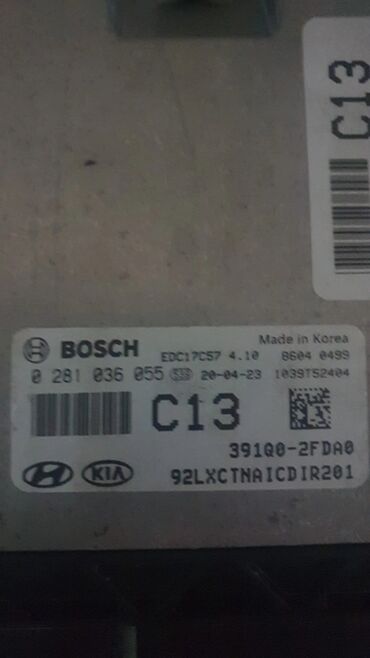 C13
Made in Korea
BOSCH EDC17C57 4.10 8604 0499
0 281 036 055 20-04-23 1039T52404
C13
391Q0-2FDA0
KIA 92LXCTNAICDIR201